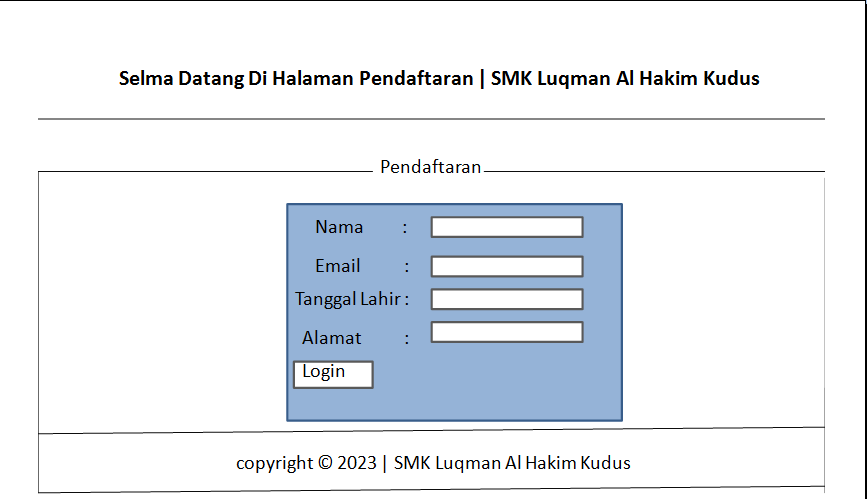 Selma Datang Di Halaman Pendaftaran | SMK Luqman Al Hakim Kudus
Pendaftaran
Nama :
Email :
Tanggal Lahir :
Alamat :
Login
copyright © 2023 | SMK Luqman Al Hakim Kudus